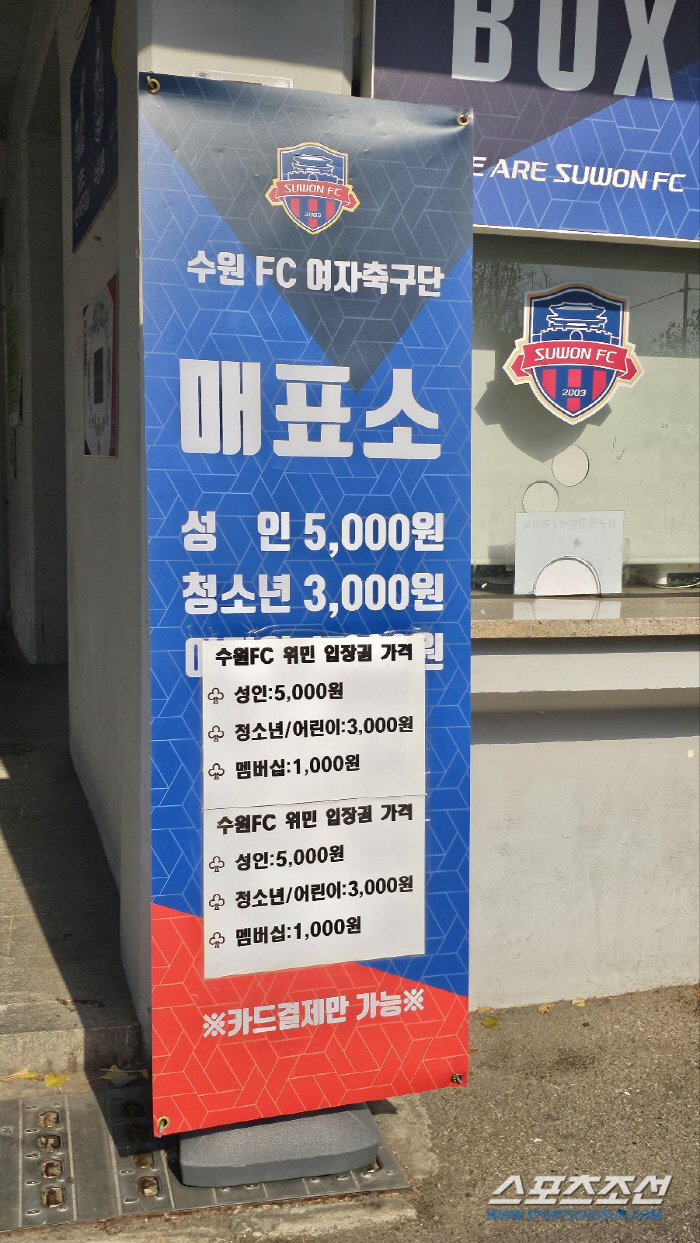 BOX
E ARE SUWON FC
SUWON FC
2003
수원 FC 여자축구단
SUWON FC
2003
매표소
성 인 5,000원
청소년 3,000원
원
수원FC 위민 입장권 가격
♧ 성인:5,000원
♧ 청소년/어린이:3,000원
♧ 멤버십:1,000원
수원FC 위민 입장권 가격
♧ 성인:5,000원
♧ 청소년/어린이:3,000원
♧ 멤버십:1,000원
※카드결제만 가능※
스포츠조선
WWW.SPORTSCHOSUN.COM